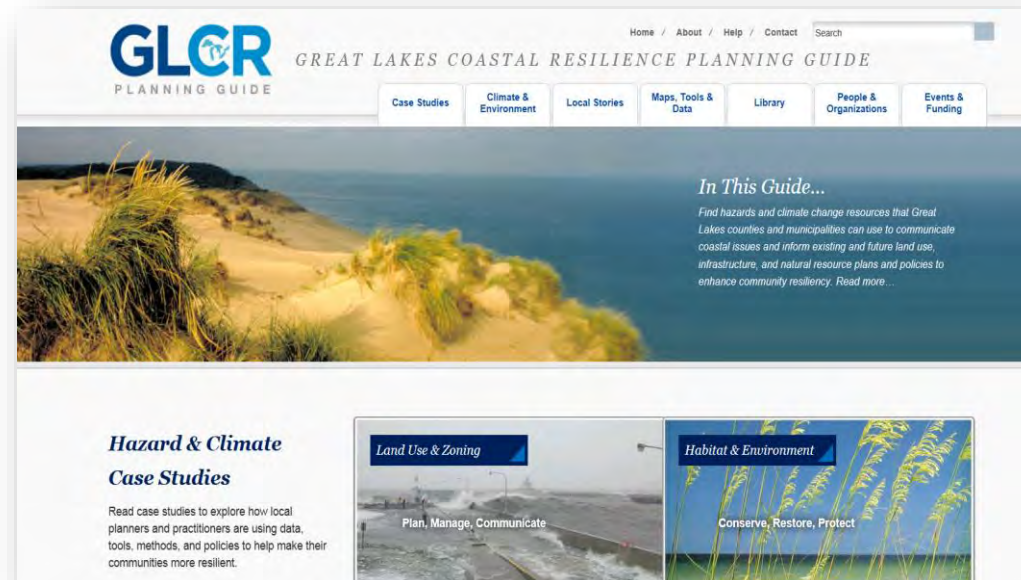 GLCR
PLANNING GUIDE
Home / About / Help / Contact
Search
GREAT LAKES COASTAL RESILIENCE PLANNING GUIDE
Case Studies
Climate &
Environment
Local Stories
Maps, Tools &
Data
Library
People &
Organizations
Events &
Funding
In This Guide...
Find hazards and climate change resources that Great
Lakes counties and municipalities can use to communicate
coastal issues and inform existing and future land use,
infrastructure, and natural resource plans and policies to
enhance community resiliency. Read more...
Hazard & Climate
Case Studies
Read case studies to explore how local
planners and practitioners are using data,
tools, methods, and policies to help make their
communities more resilient.
Land Use & Zoning
Plan, Manage, Communicate
Habitat & Environment
Conserve, Restore, Protect